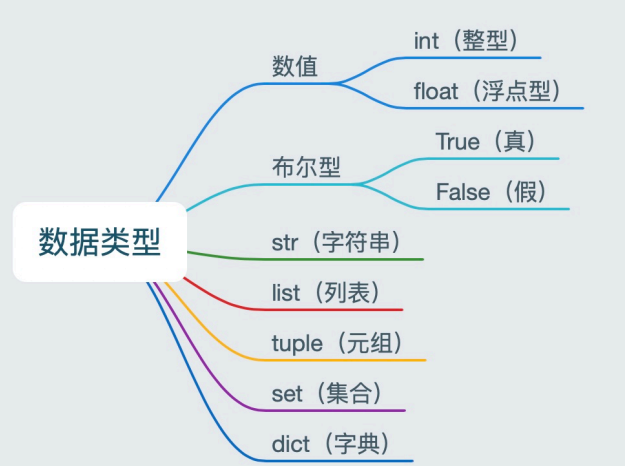 数据类型
数值
int（整型）
float（浮点型）
布尔型
True（真）
False（假）
str（字符串）
list（列表）
tuple（元组）
set（集合）
dict（字典）